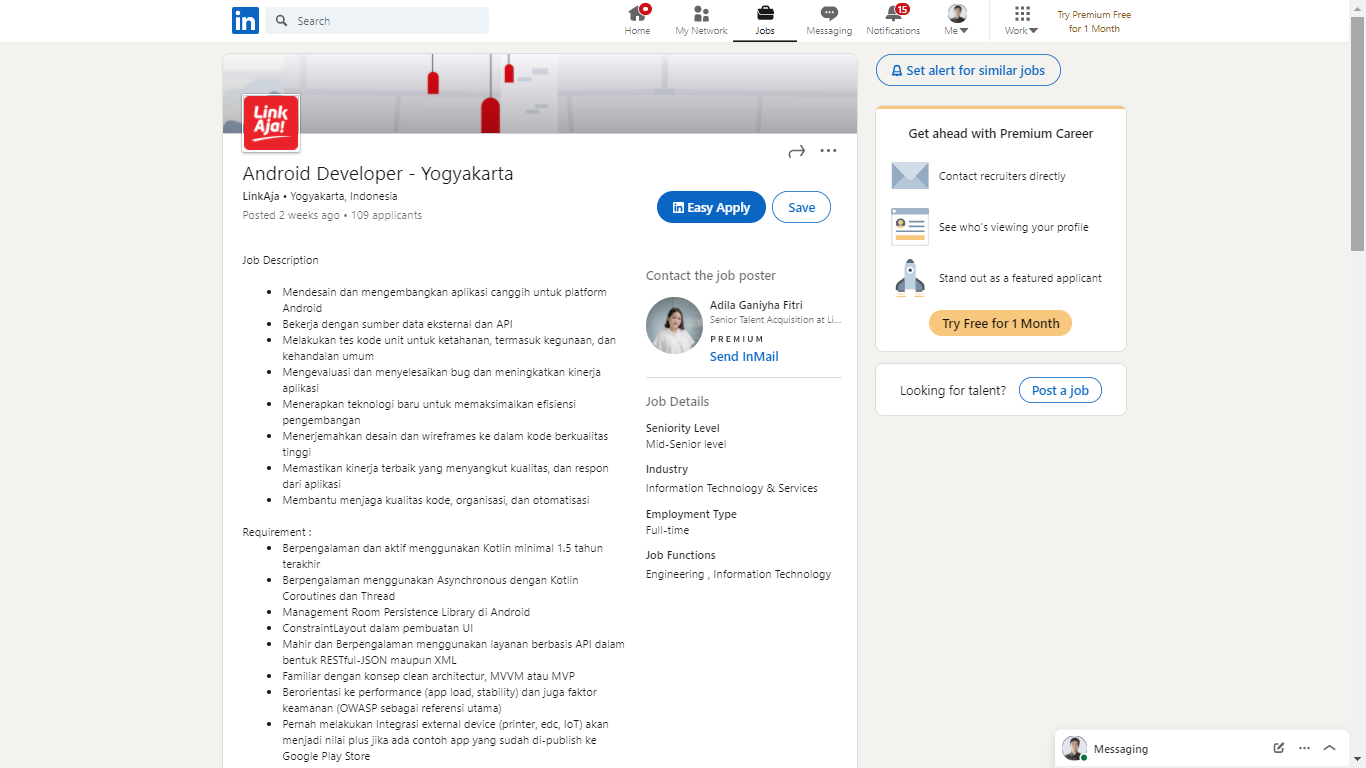 in
Search
Home
My Network
Jobs
Messaging
15
Notifications
Me
Work
Try Premium Free
for 1 Month
Link
Aja!
Android Developer - Yogyakarta
LinkAja • Yogyakarta, Indonesia
Posted 2 weeks ago • 109 applicants
in Easy Apply
Save
Job Description
• Mendesain dan mengembangkan aplikasi canggih untuk platform
Android
• Bekerja dengan sumber data eksternal dan API
• Melakukan tes kode unit untuk ketahanan, termasuk kegunaan, dan
kehandalan umum
• Mengevaluasi dan menyelesaikan bug dan meningkatkan kinerja
aplikasi
• Menerapkan teknologi baru untuk memaksimalkan efisiensi
pengembangan
• Menerjemahkan desain dan wireframes ke dalam kode berkualitas
tinggi
• Memastikan kinerja terbaik yang menyangkut kualitas, dan respon
dari aplikasi
• Membantu menjaga kualitas kode, organisasi, dan otomatisasi
Requirement :
• Berpengalaman dan aktif menggunakan Kotlin minimal 1.5 tahun
terakhir
• Berpengalaman menggunakan Asynchronous dengan Kotlin
Coroutines dan Thread
• Management Room Persistence Library di Android
• ConstraintLayout dalam pembuatan UI
• Mahir dan Berpengalaman menggunakan layanan berbasis API dalam
bentuk RESTful-JSON maupun XML
• Familiar dengan konsep clean architectur, MVVM atau MVP
• Berorientasi ke performance (app load, stability) dan juga faktor
keamanan (OWASP sebagai referensi utama)
• Pernah melakukan Integrasi external device (printer, edc, IoT) akan
menjadi nilai plus jika ada contoh app yang sudah di-publish ke
Google Play Store
Contact the job poster
Adila Ganiyha Fitri
Senior Talent Acquisition at Li...
PREMIUM
Send InMail
Job Details
Seniority Level
Mid-Senior level
Industry
Information Technology & Services
Employment Type
Full-time
Job Functions
Engineering , Information Technology
Set alert for similar jobs
Get ahead with Premium Career
Contact recruiters directly
See who's viewing your profile
Stand out as a featured applicant
Try Free for 1 Month
Looking for talent?
Post a job
Messaging